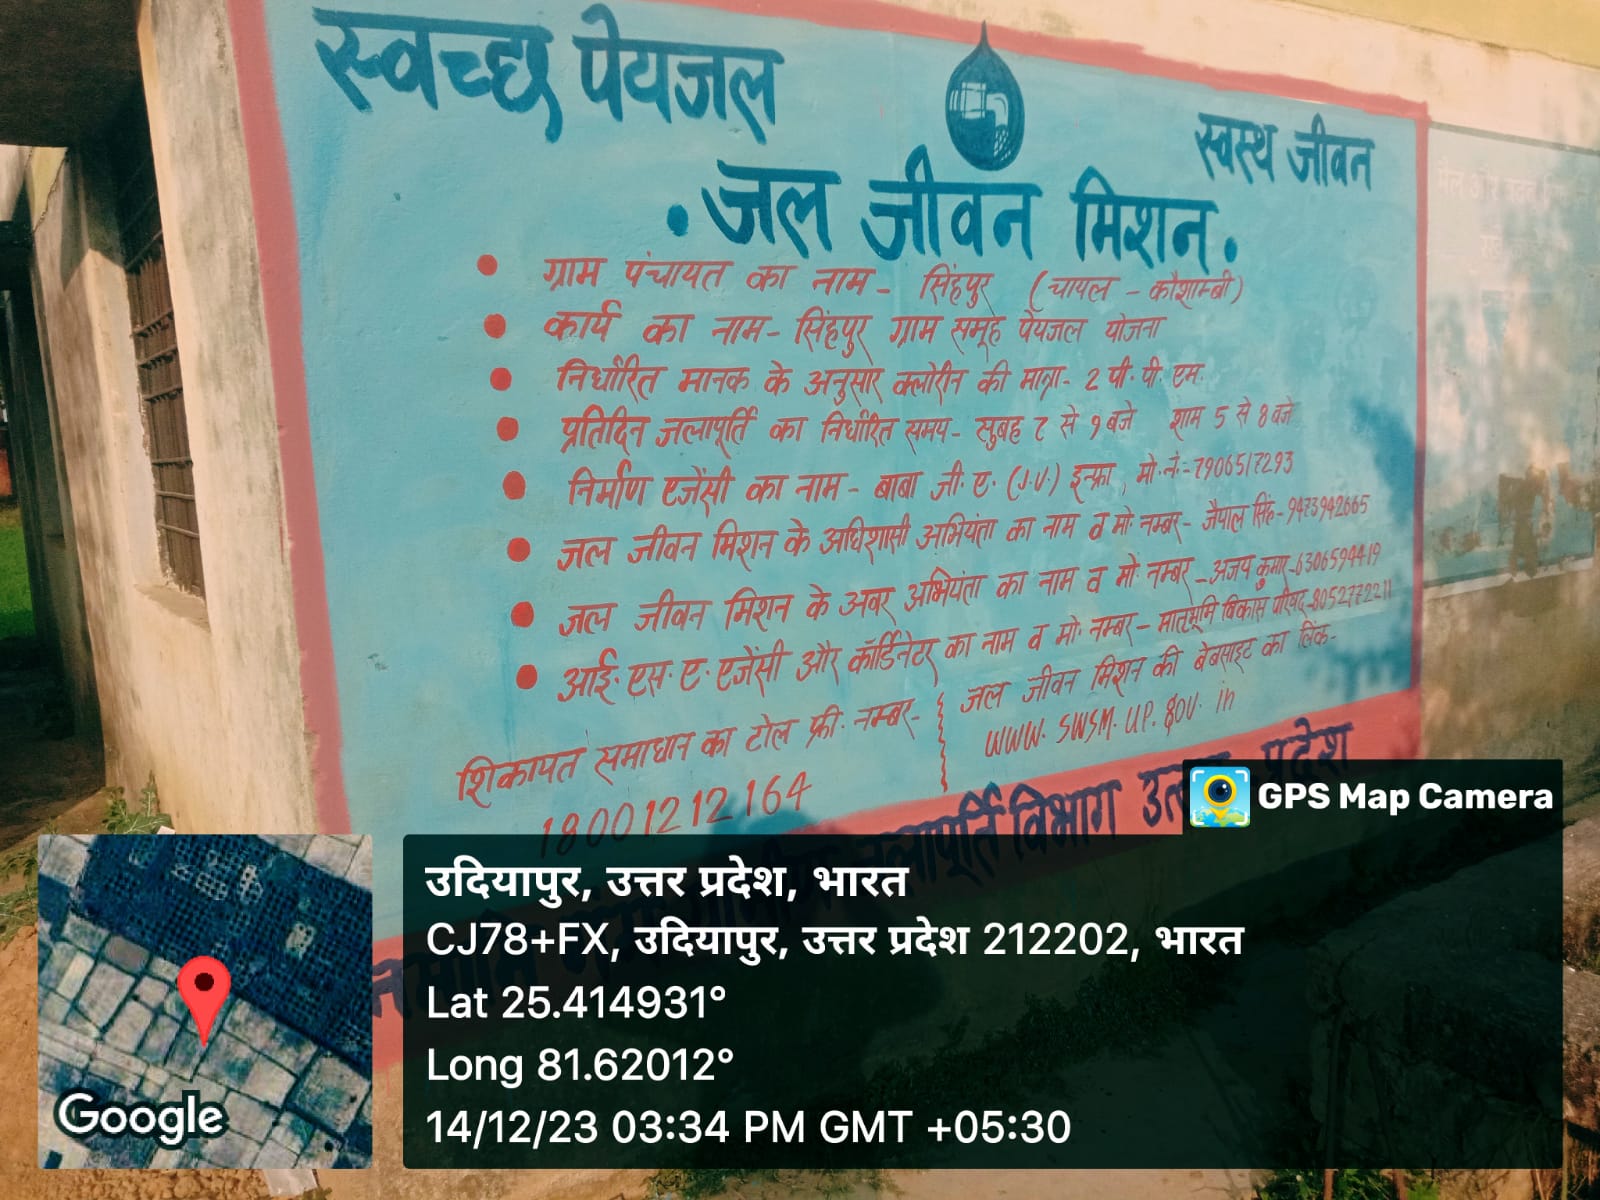 स्वच्छ पेयजल
स्वस्थ जीवन
जल जीवन मिशन
ग्राम पंचायत का नाम - सिंहपुर (चायल - कौशाम्बी)
कार्य का नाम - सिंहपुर ग्राम समूह पेयजल योजना
निर्धारित मानक के अनुसार क्लोरीन की मात्रा - 2 पी. पी. एम.
प्रतिदिन जलापूर्ति का निर्धारित समय - सुबह 7 से 9 बजे शाम 5 से 8 बजे
निर्माण एजेंसी का नाम - बाबा जी. ए. (J.V.) इन्फ्रा, मो. नं. - 7906517293
जल जीवन मिशन के अधिशासी अभियंता का नाम व मो. नम्बर - जैपाल सिंह - 9473942665
जल जीवन मिशन के अवर अभियंता का नाम व मो. नम्बर - अजय कुमार - 6306594419
आई. एस. ए. एजेंसी और कॉर्डिनेटर का नाम व मो. नम्बर - मातृभूमि विकास परिषद - 8052772211
शिकायत समाधान का टोल फ्री. नम्बर -
18001212164
जल जीवन मिशन की बेबसाइट का लिंक -
www.swsm.up.gov.in
जलापूर्ति विभाग प्रदेश
GPS Map Camera
उदियापुर, उत्तर प्रदेश, भारत
CJ78+FX, उदियापुर, उत्तर प्रदेश 212202, भारत
Lat 25.414931°
Long 81.62012°
14/12/23 03:34 PM GMT +05:30
Google